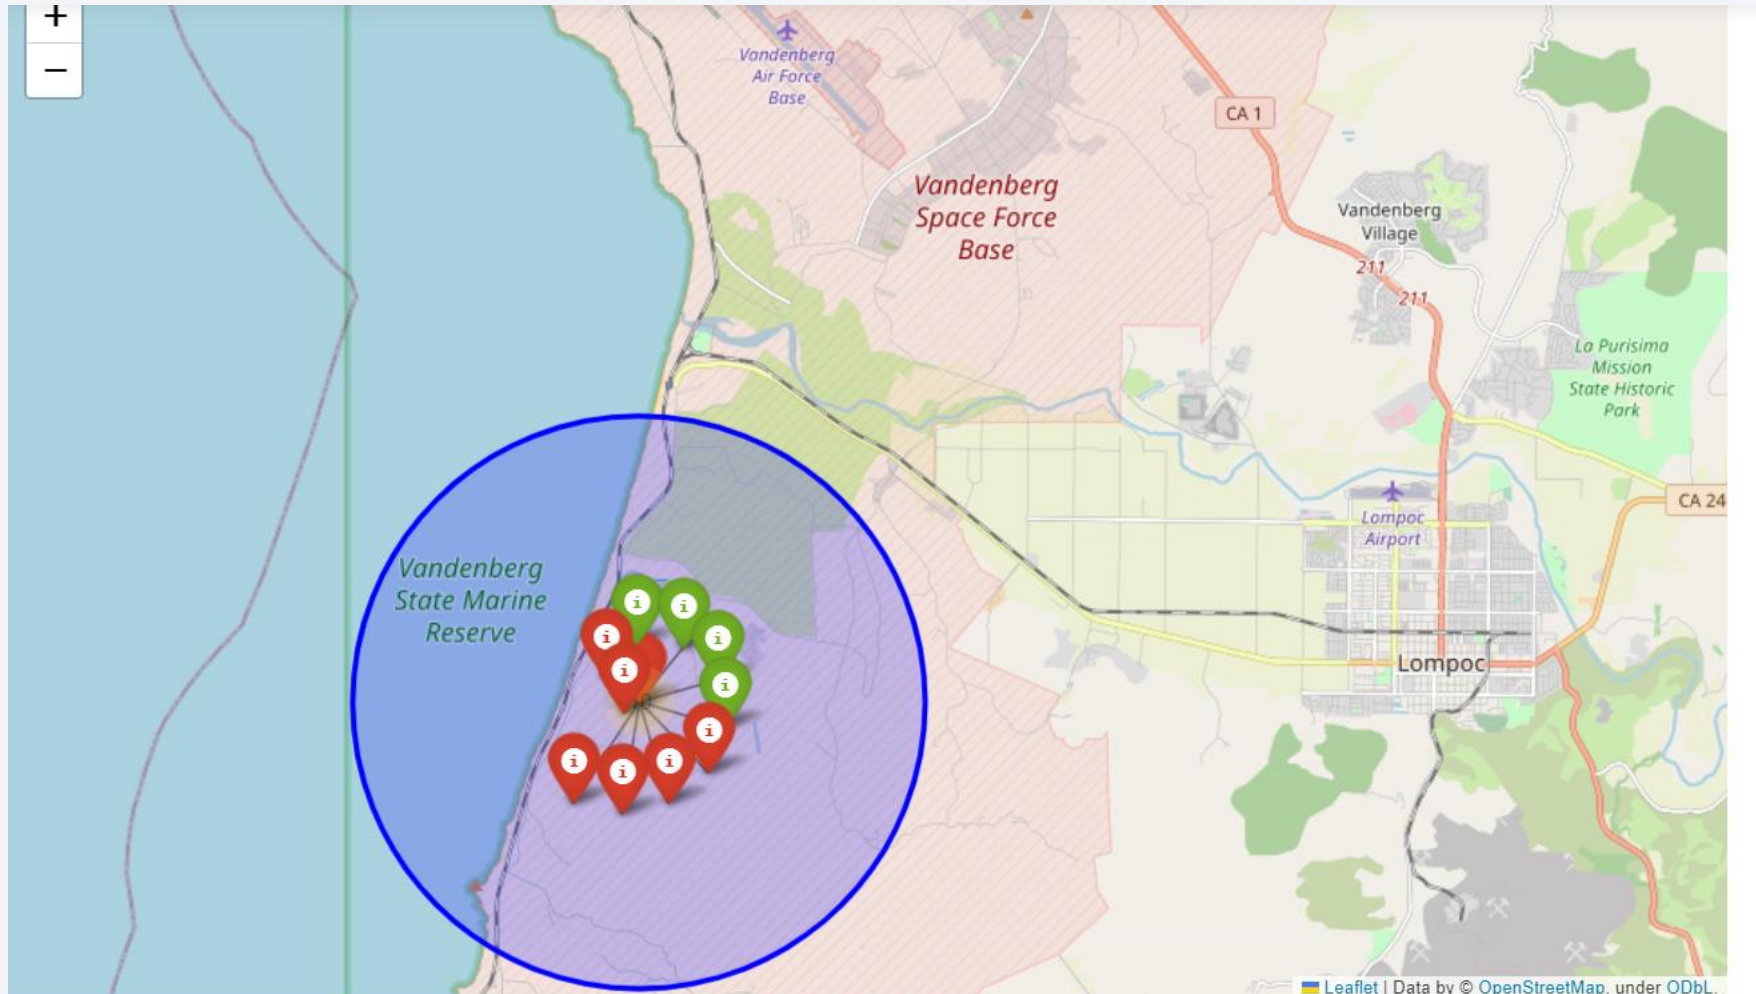 +
−
Vandenberg
Air Force
Base
CA 1
Vandenberg
Space Force
Base
Vandenberg
Village
211
211
La Purisima
Mission
State Historic
Park
CA 24
Lompoc
Airport
Vandenberg
State Marine
Reserve
i
i
i
i
i
i
i
i
i
i
Lompoc
Leaflet | Data by © OpenStreetMap, under ODbL.